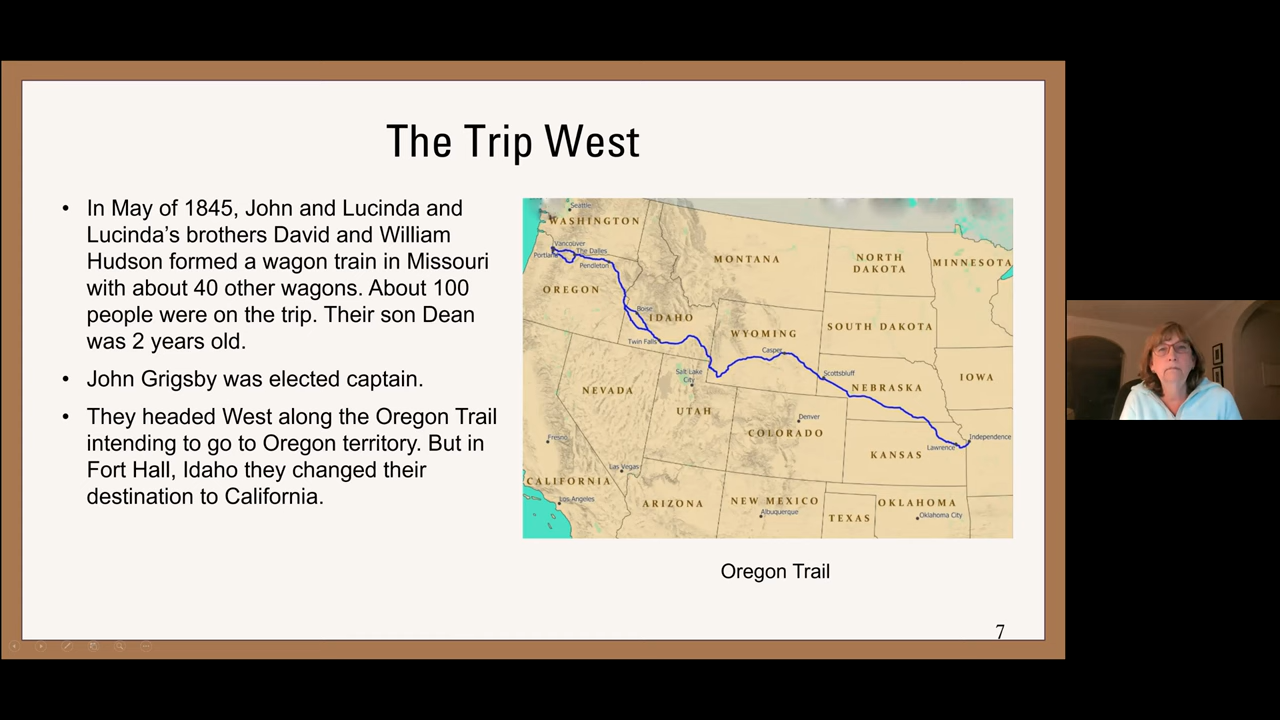 The Trip West
• In May of 1845, John and Lucinda and
Lucinda’s brothers David and William
Hudson formed a wagon train in Missouri
with about 40 other wagons. About 100
people were on the trip. Their son Dean
was 2 years old.
• John Grigsby was elected captain.
• They headed West along the Oregon Trail
intending to go to Oregon territory. But in
Fort Hall, Idaho they changed their
destination to California.
Seattle
WASHINGTON
Vancouver
The Dalles
Portland
Pendleton
MONTANA
NORTH
DAKOTA
MINNESOTA
OREGON
Boise
IDAHO
Twin Falls
WYOMING
SOUTH DAKOTA
Casper
Scottsbluff
Salt Lake
City
NEVADA
UTAH
NEBRASKA
IOWA
Denver
COLORADO
Independence
Lawrence
KANSAS
Fresno
Las Vegas
CALIFORNIA
Los Angeles
ARIZONA
NEW MEXICO
Albuquerque
TEXAS
OKLAHOMA
Oklahoma City
Oregon Trail
7